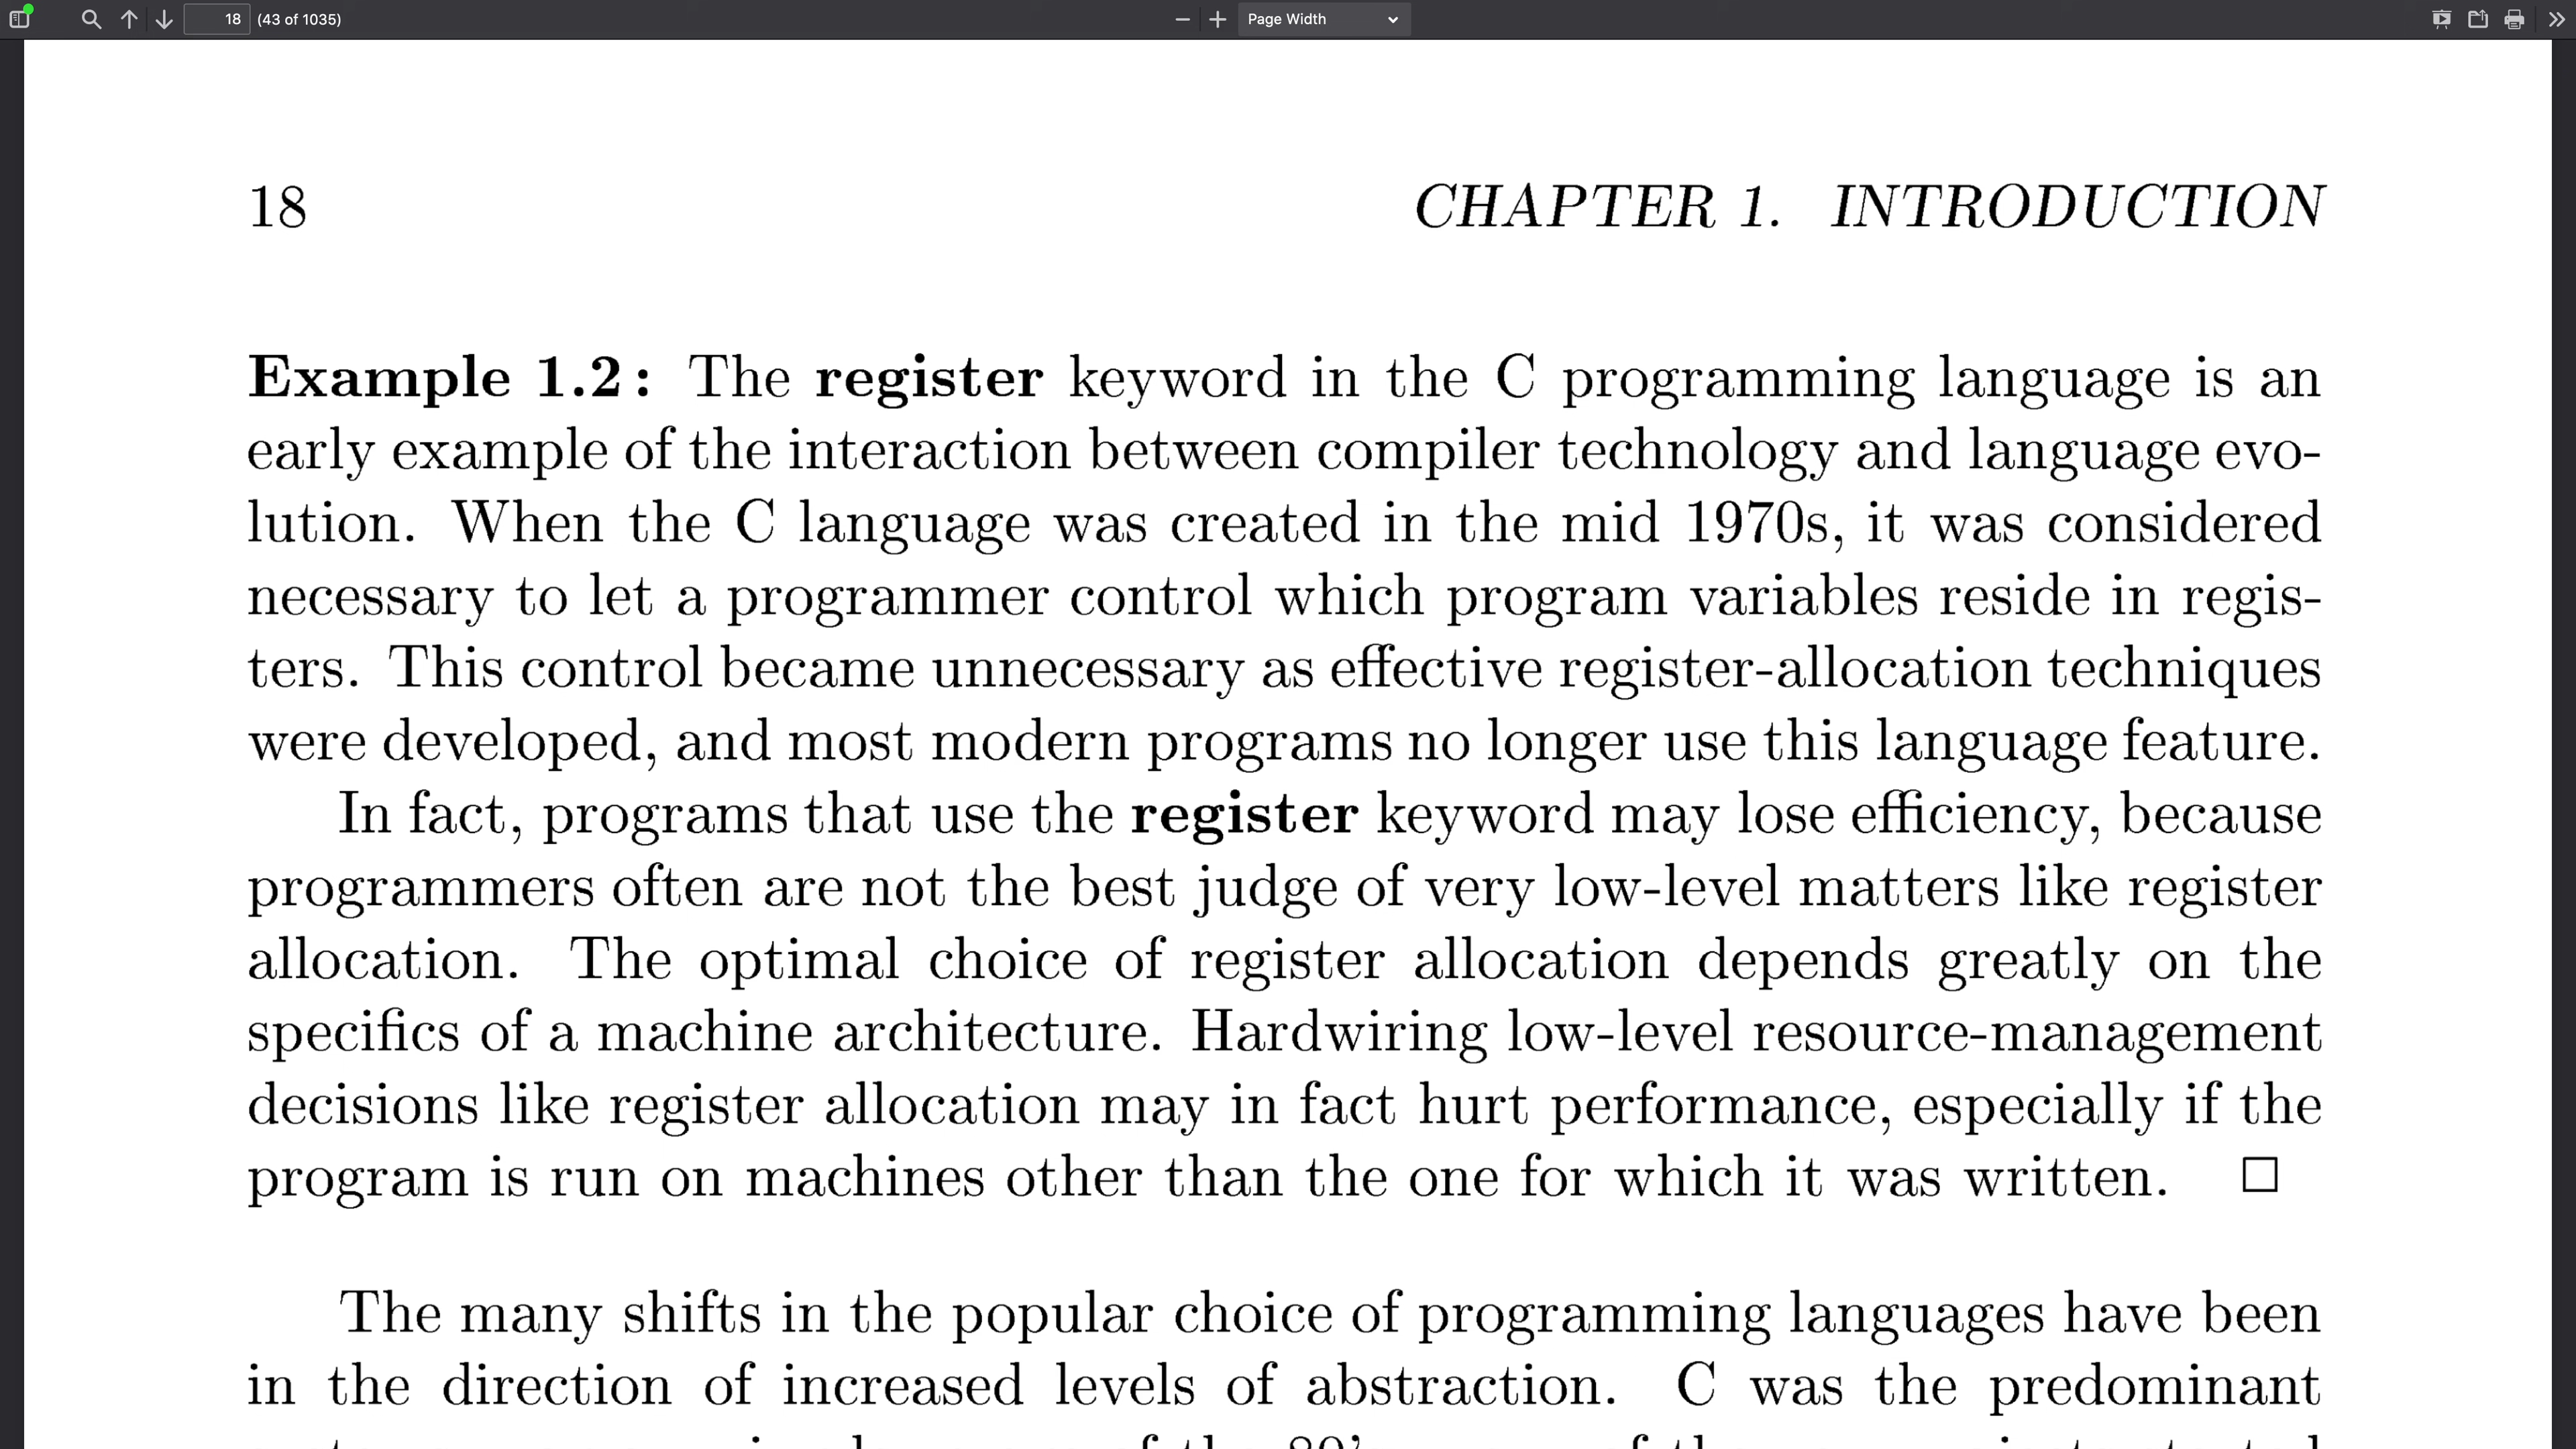 18 (43 of 1035) Page Width
18 CHAPTER 1. INTRODUCTION
Example 1.2: The register keyword in the C programming language is an
early example of the interaction between compiler technology and language evo-
lution. When the C language was created in the mid 1970s, it was considered
necessary to let a programmer control which program variables reside in regis-
ters. This control became unnecessary as effective register-allocation techniques
were developed, and most modern programs no longer use this language feature.
In fact, programs that use the register keyword may lose efficiency, because
programmers often are not the best judge of very low-level matters like register
allocation. The optimal choice of register allocation depends greatly on the
specifics of a machine architecture. Hardwiring low-level resource-management
decisions like register allocation may in fact hurt performance, especially if the
program is run on machines other than the one for which it was written. □
The many shifts in the popular choice of programming languages have been
in the direction of increased levels of abstraction. C was the predominant